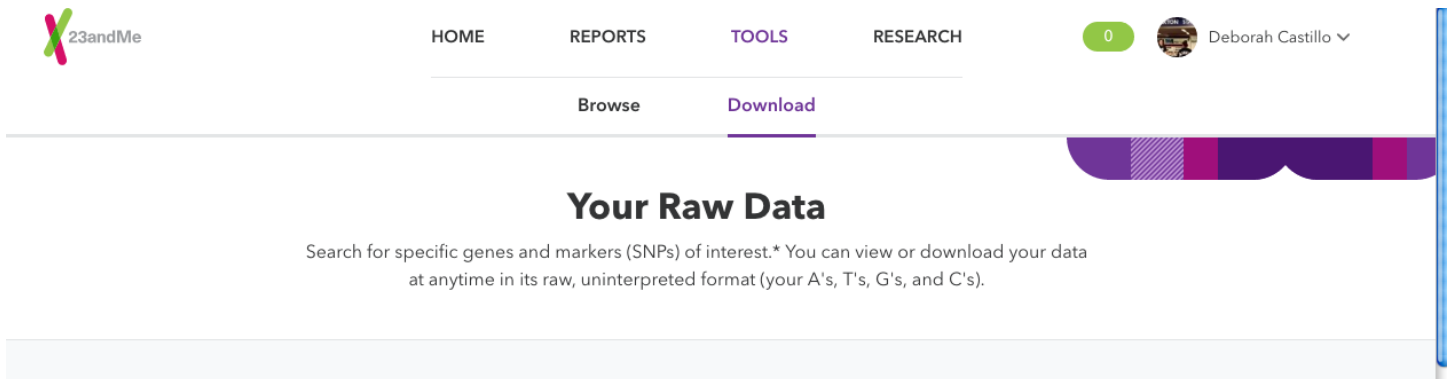 23andMe
HOME REPORTS TOOLS RESEARCH
0
Deborah Castillo
Browse Download
Your Raw Data
Search for specific genes and markers (SNPs) of interest.* You can view or download your data
at anytime in its raw, uninterpreted format (your A's, T's, G's, and C's).